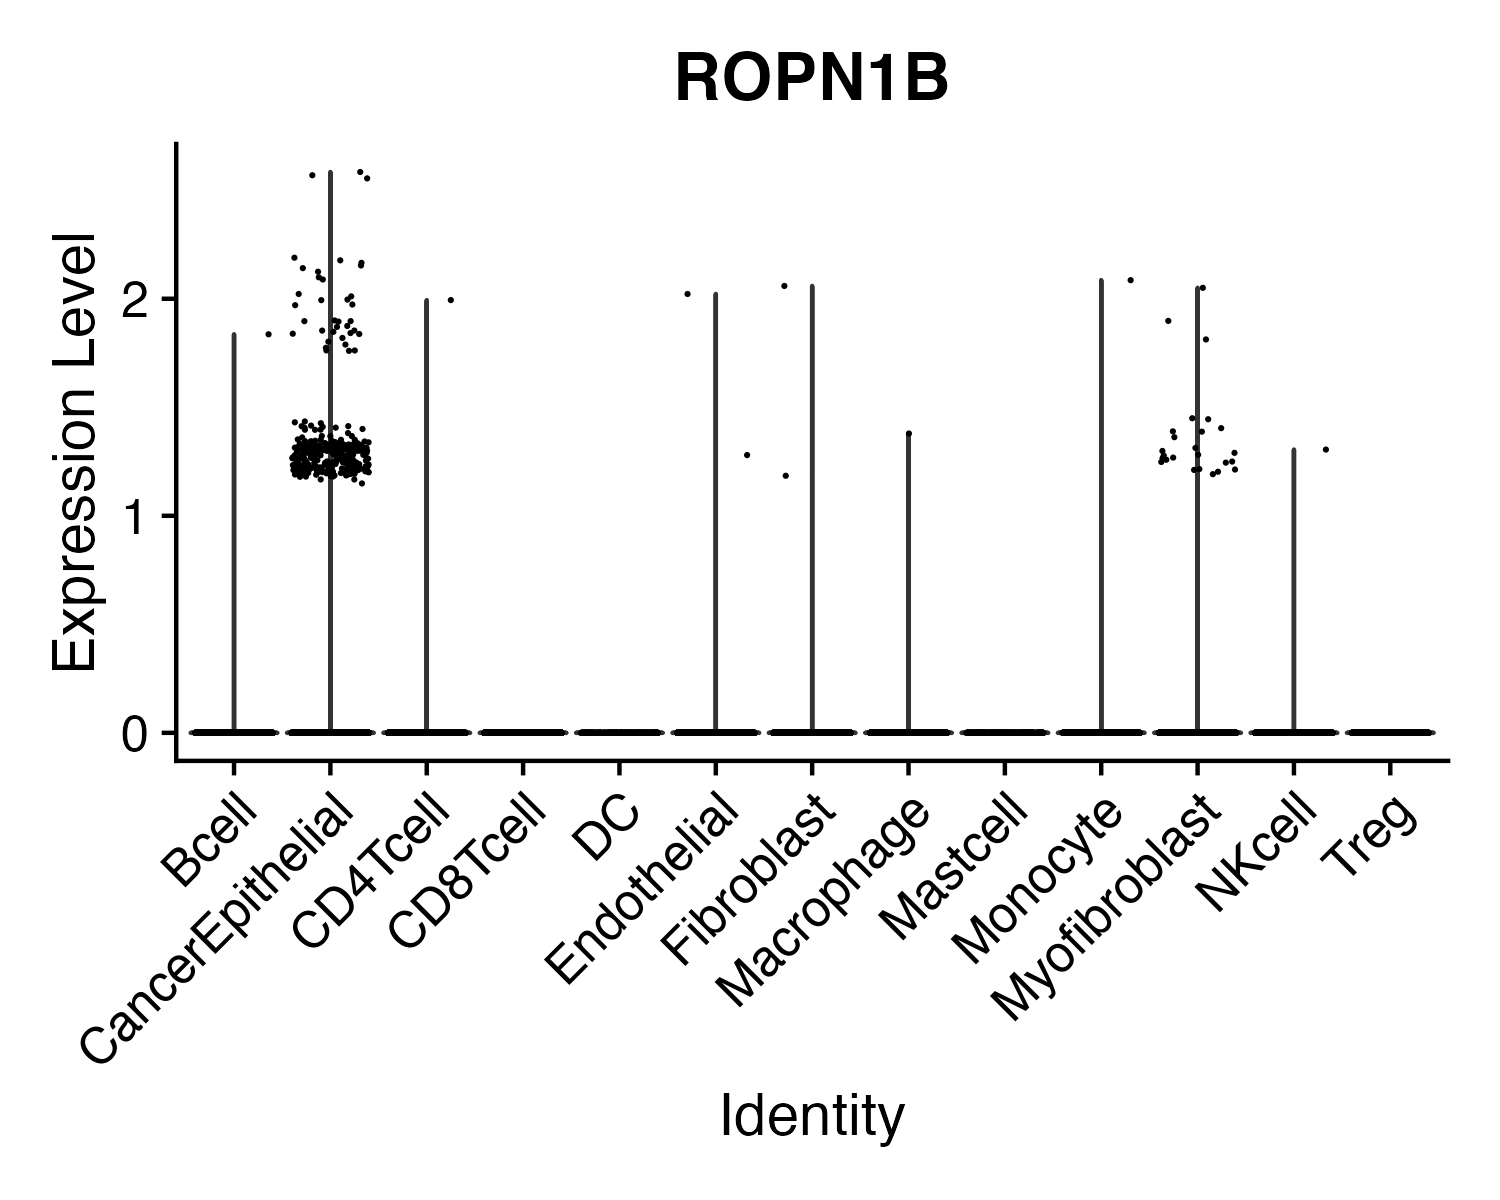 ROPN1B
Expression Level
2
1
0
Bcell
CancerEpithelial
CD4Tcell
CD8Tcell
DC
Endothelial
Fibroblast
Macrophage
Mastcell
Monocyte
Myofibroblast
NKcell
Treg
Identity